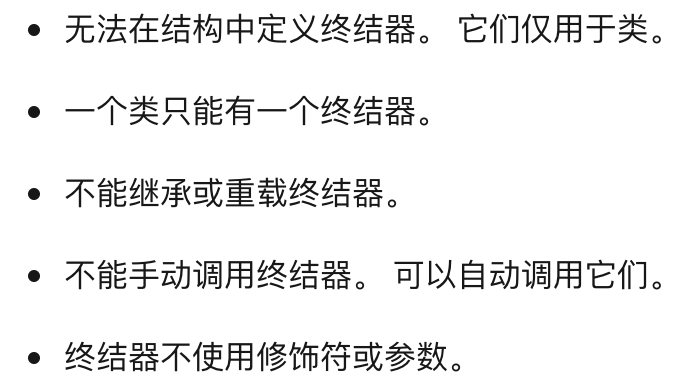 • 无法在结构中定义终结器。 它们仅用于类。
• 一个类只能有一个终结器。
• 不能继承或重载终结器。
• 不能手动调用终结器。 可以自动调用它们。
• 终结器不使用修饰符或参数。